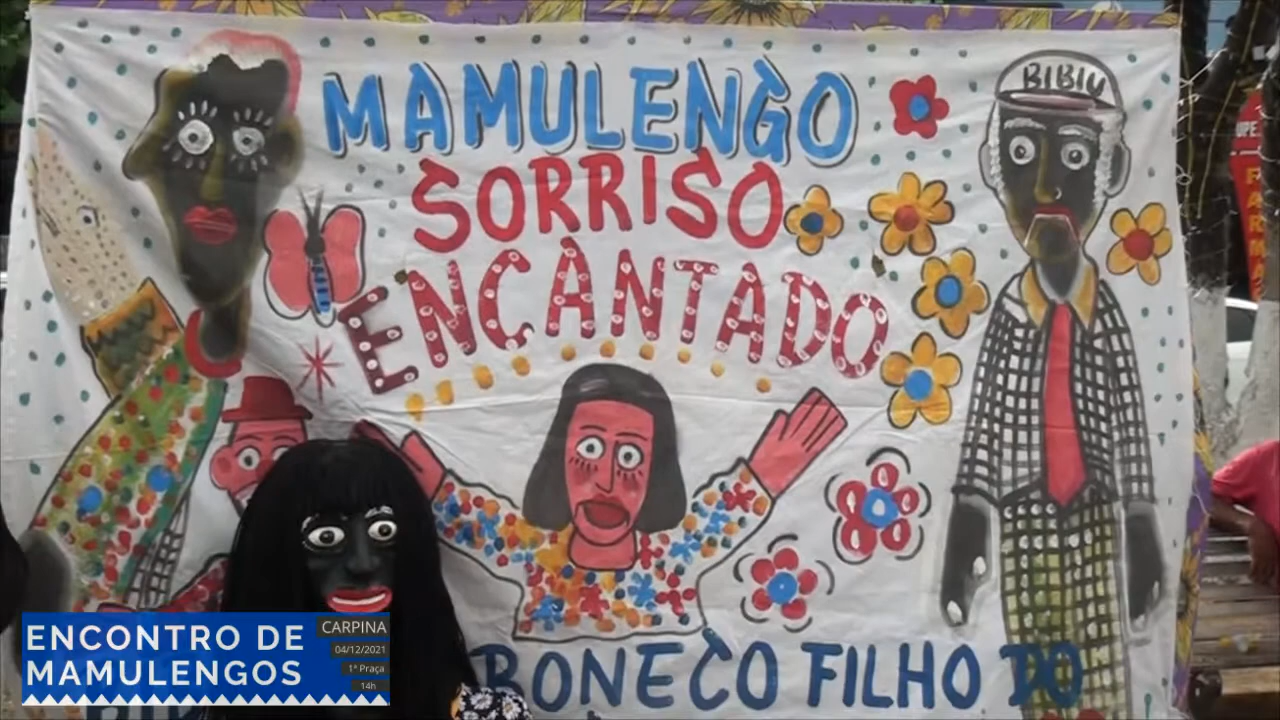 MAMULENGO
SORRISO
ENCANTADO
BIBIU
BONECO FILHO DO
ENCONTRO DE
MAMULENGOS
CARPINA
04/12/2021
1ª Praça
14h